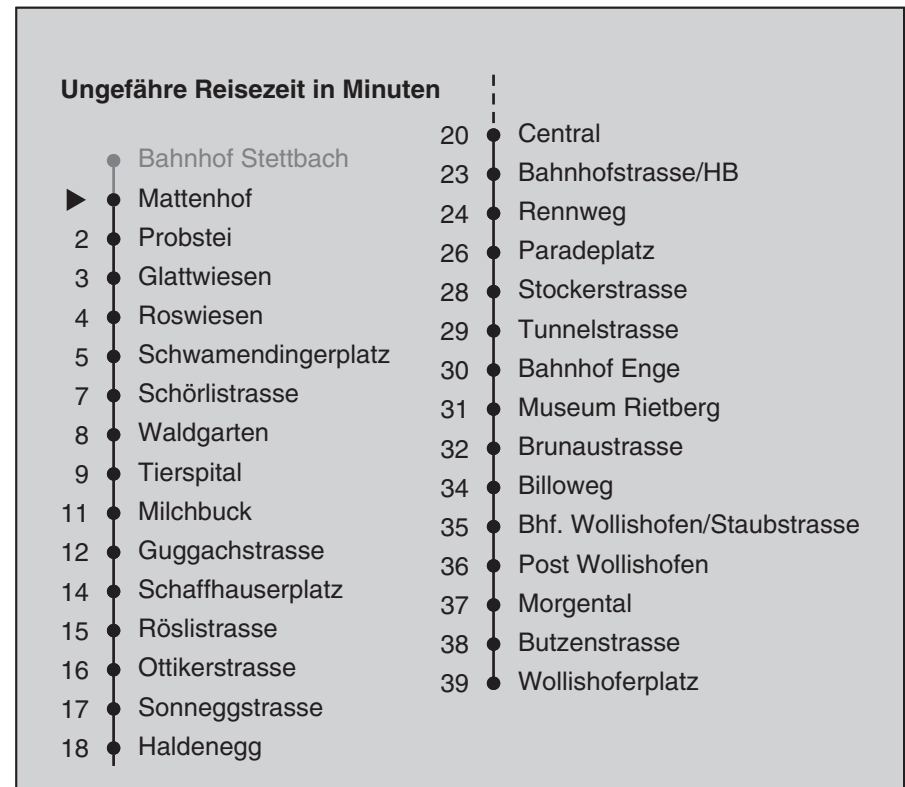 Ungefähre Reisezeit in Minuten
Bahnhof Stettbach
Mattenhof
2 Probstei
3 Glattwiesen
4 Roswiesen
5 Schwamendingerplatz
7 Schörlistrasse
8 Waldgarten
9 Tierspital
11 Milchbuck
12 Guggachstrasse
14 Schaffhauserplatz
15 Röslistrasse
16 Ottikerstrasse
17 Sonneggstrasse
18 Haldenegg
20 Central
23 Bahnhofstrasse/HB
24 Rennweg
26 Paradeplatz
28 Stockerstrasse
29 Tunnelstrasse
30 Bahnhof Enge
31 Museum Rietberg
32 Brunaustrasse
34 Billoweg
35 Bhf. Wollishofen/Staubstrasse
36 Post Wollishofen
37 Morgental
38 Butzenstrasse
39 Wollishoferplatz